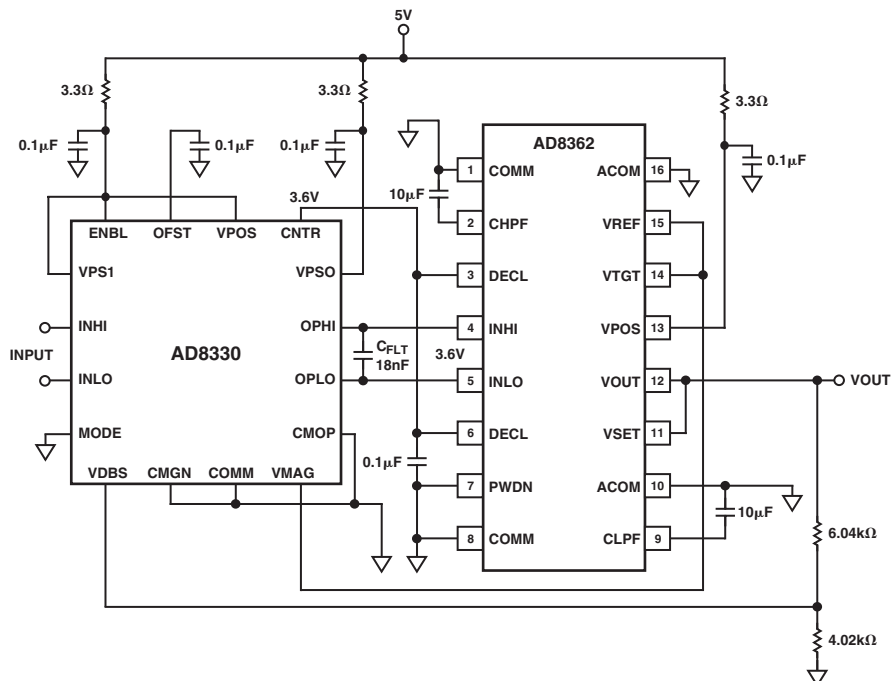 5V
3.3Ω
3.3Ω
3.3Ω
0.1μF
0.1μF
0.1μF
0.1μF
AD8362
1 COMM
ACOM 16
10μF
2 CHPF
VREF 15
3.6V
ENBL OFST VPOS CNTR
VPS1
VPSO
3 DECL
VTGT 14
INHI
OPHI
4 INHI
VPOS 13
INPUT
AD8330
CFLT
18nF
3.6V
INLO
OPLO
5 INLO
VOUT 12
VOUT
MODE
CMOP
6 DECL
VSET 11
0.1μF
VDBS CMGN COMM VMAG
7 PWDN
ACOM 10
10μF
8 COMM
CLPF 9
6.04kΩ
4.02kΩ